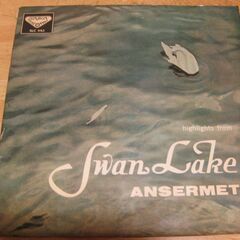 highlights from
Swan Lake
ANSERMET